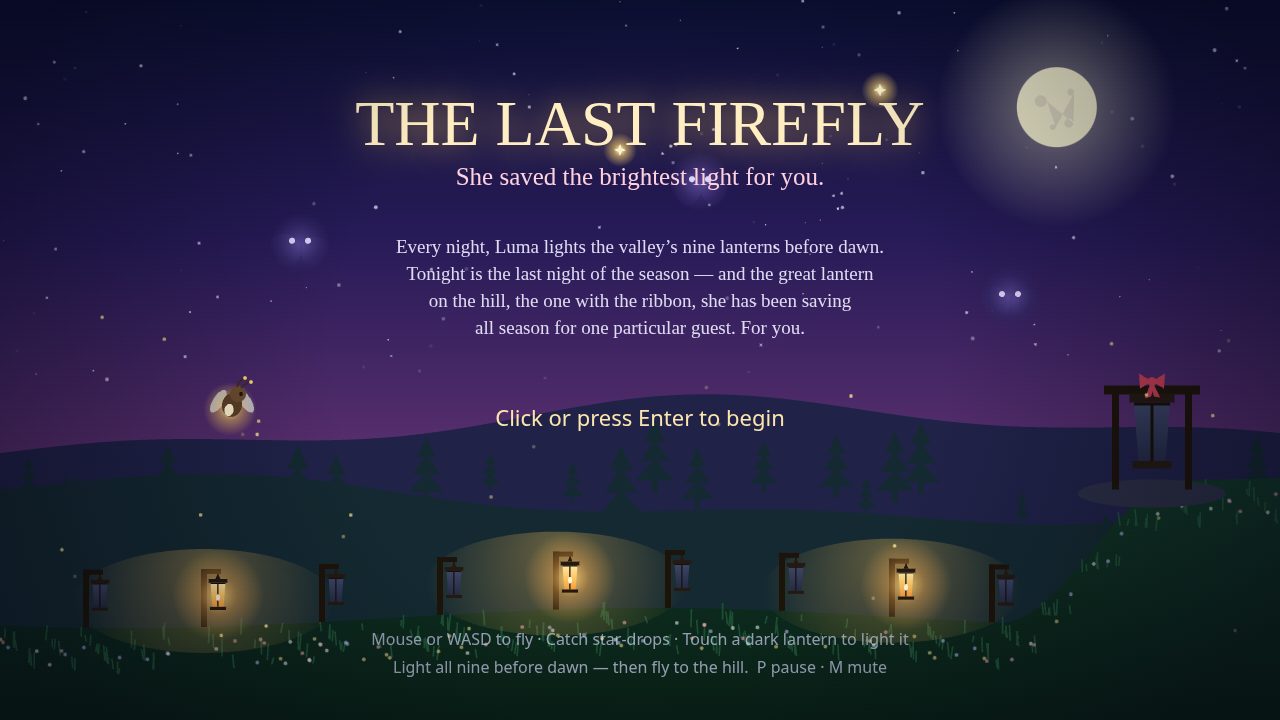 THE LAST FIREFLY
She saved the brightest light for you.
Every night, Luma lights the valley’s nine lanterns before dawn.
Tonight is the last night of the season — and the great lantern
on the hill, the one with the ribbon, she has been saving
all season for one particular guest. For you.
Click or press Enter to begin
Mouse or WASD to fly · Catch star-drops · Touch a dark lantern to light it
Light all nine before dawn — then fly to the hill.  P pause · M mute